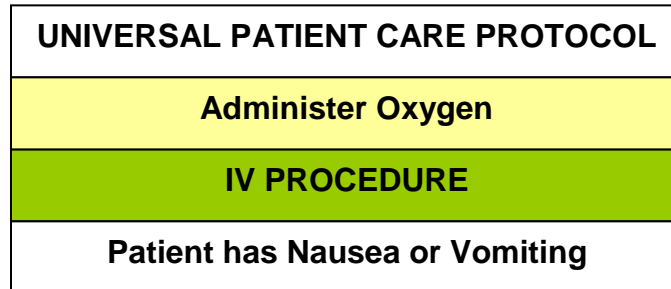 UNIVERSAL PATIENT CARE PROTOCOL
Administer Oxygen
IV PROCEDURE
Patient has Nausea or Vomiting